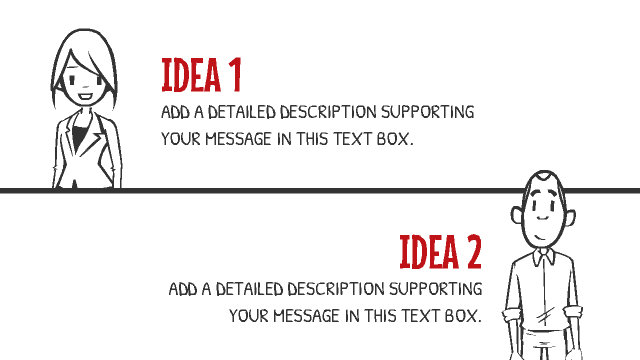 IDEA 1
ADD A DETAILED DESCRIPTION SUPPORTING
YOUR MESSAGE IN THIS TEXT BOX.
IDEA 2
ADD A DETAILED DESCRIPTION SUPPORTING
YOUR MESSAGE IN THIS TEXT BOX.